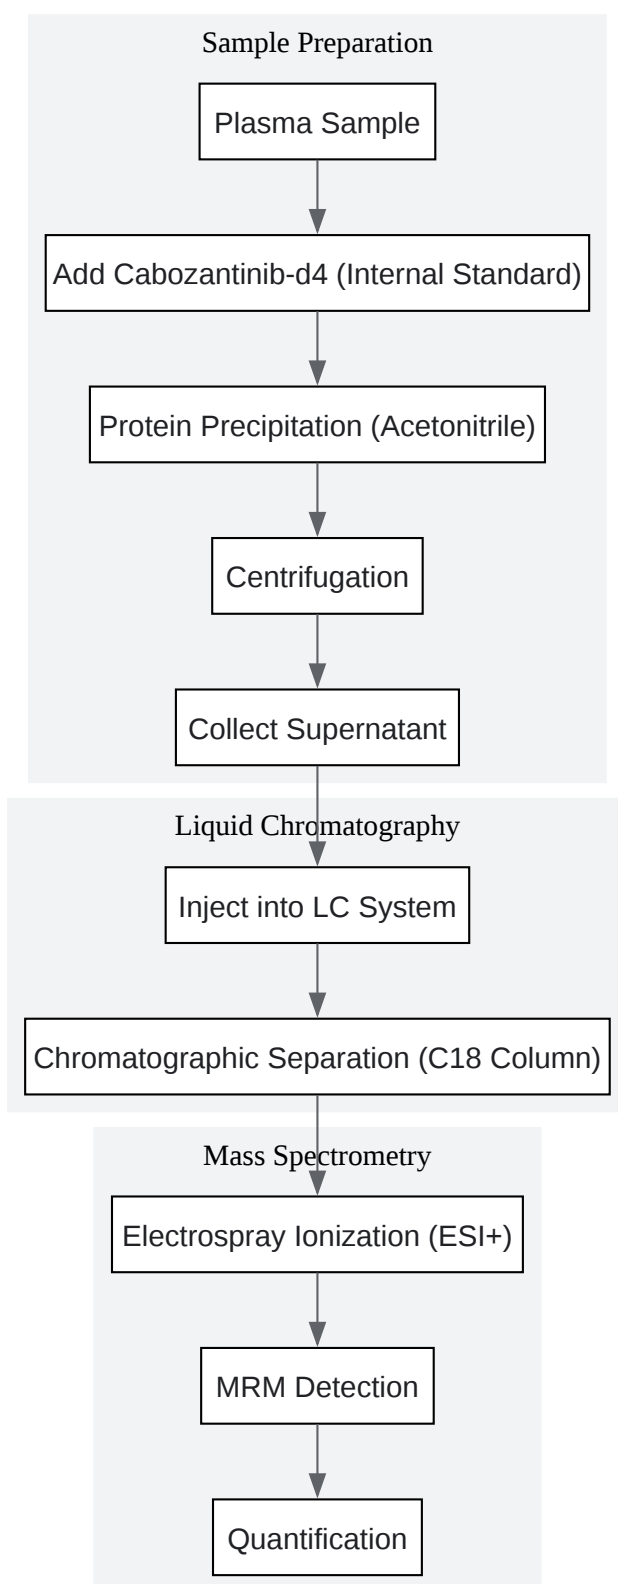 Sample Preparation
Plasma Sample
Add Cabozantinib-d4 (Internal Standard)
Protein Precipitation (Acetonitrile)
Centrifugation
Collect Supernatant
Liquid Chromatography
Inject into LC System
Chromatographic Separation (C18 Column)
Mass Spectrometry
Electrospray Ionization (ESI+)
MRM Detection
Quantification